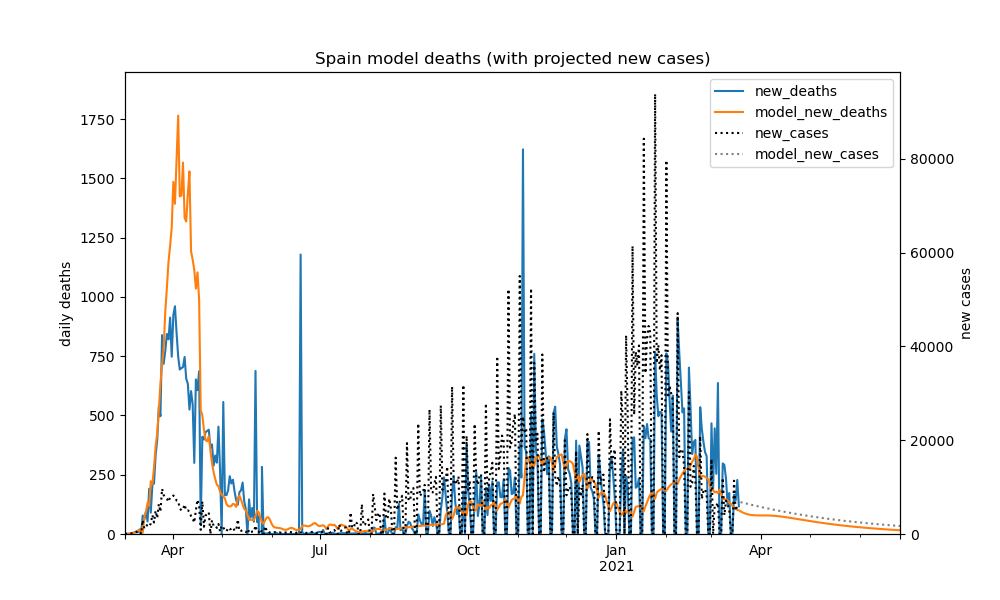 Spain model deaths (with projected new cases)
new_deaths
model_new_deaths
new_cases
model_new_cases
daily deaths
1750
1500
1250
1000
750
500
250
0
80000
60000
40000
20000
0
new cases
Apr
Jul
Oct
Jan
2021
Apr